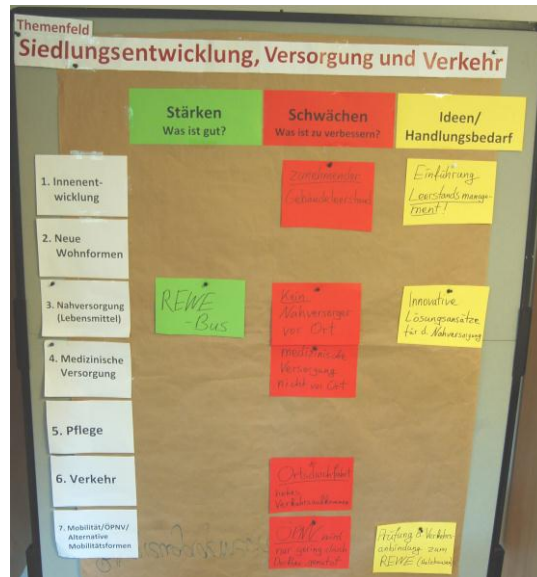 Themenfeld
Siedlungsentwicklung, Versorgung und Verkehr
Stärken
Was ist gut?
Schwächen
Was ist zu verbessern?
Ideen/
Handlungsbedarf
1. Innenent-
wicklung
zunehmender
Gebäudeleerstand
Einführung
Leerstandsmanage-
ment!
2. Neue
Wohnformen
3. Nahversorgung
(Lebensmittel)
REWE
-Bus
Kein
Nahversorger
vor Ort
Innovative
Lösungsansätze
für d. Nahversorgung
4. Medizinische
Versorgung
medizinische
Versorgung
nicht vor Ort
5. Pflege
6. Verkehr
Ortsdurchfahrt
hohes
Verkehrsaufkommen
7. Mobilität/ÖPNV/
Alternative
Mobilitätsformen
ÖPNV wird
nur gering durch
genutzt
Prüfung d. Verkehrs-
anbindung zum
REWE